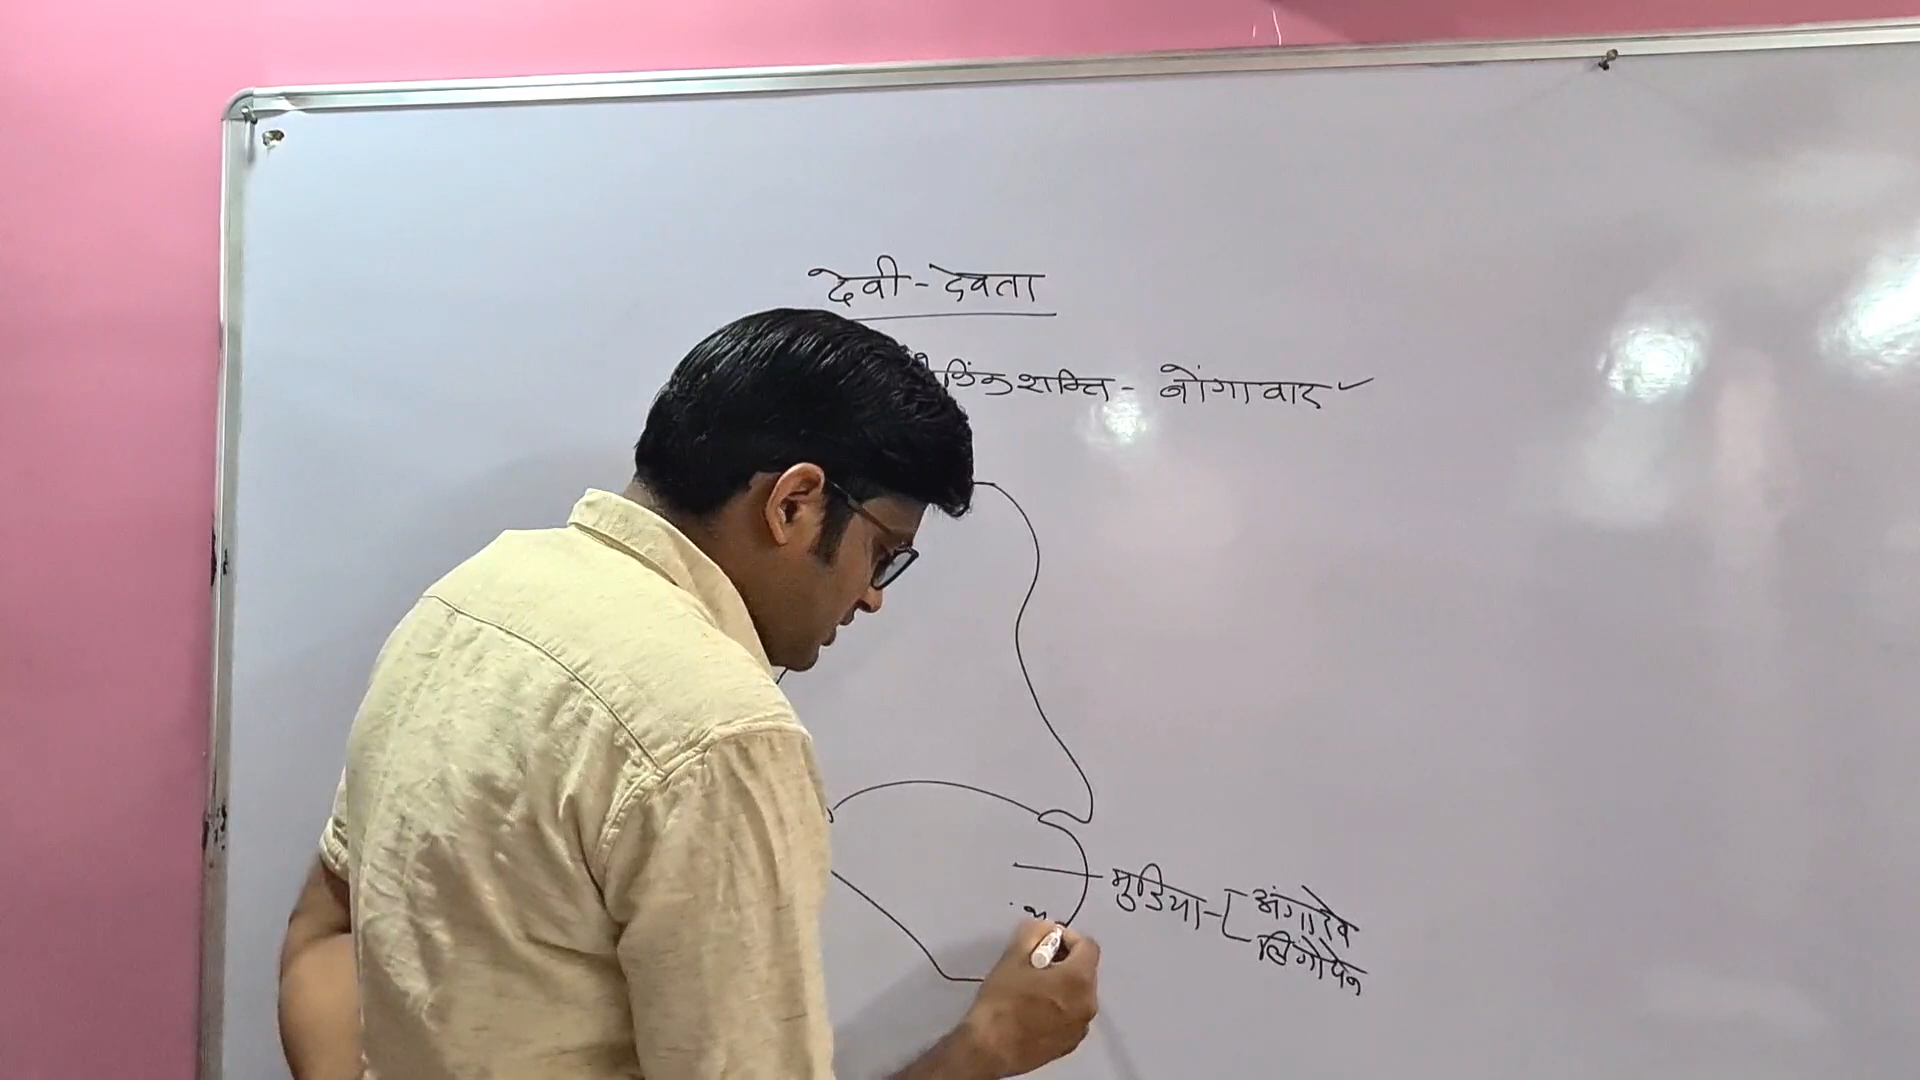 देवी-देवता
शक्ति - नोंगावार
मुडिया - अंगादेव
लिंगोपेन